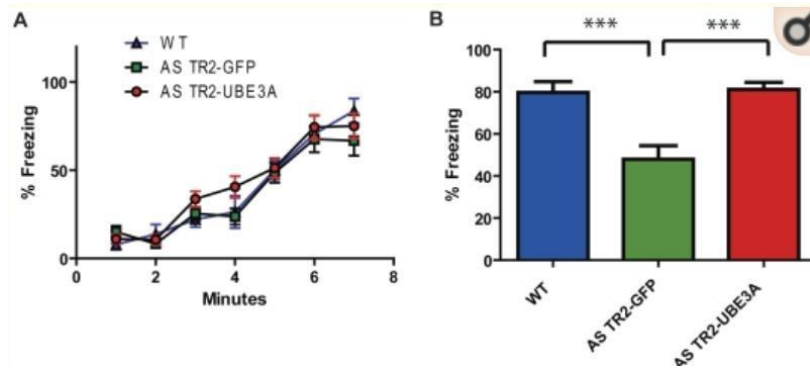 A
WT
AS TR2-GFP
AS TR2-UBE3A
% Freezing
100
50
0
0 2 4 6 8
Minutes
B
*** ***
% Freezing
100
80
60
40
20
0
WT
AS TR2-GFP
AS TR2-UBE3A